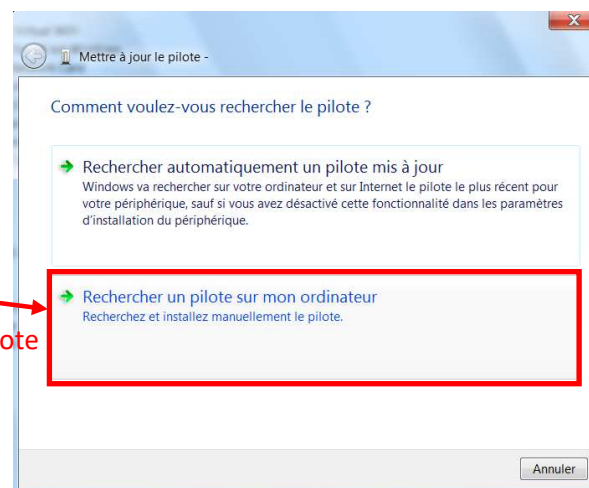 Mettre à jour le pilote -
Comment voulez-vous rechercher le pilote ?
Rechercher automatiquement un pilote mis à jour
Windows va rechercher sur votre ordinateur et sur Internet le pilote le plus récent pour
votre périphérique, sauf si vous avez désactivé cette fonctionnalité dans les paramètres
d'installation du périphérique.
Rechercher un pilote sur mon ordinateur
Recherchez et installez manuellement le pilote.
ote
Annuler